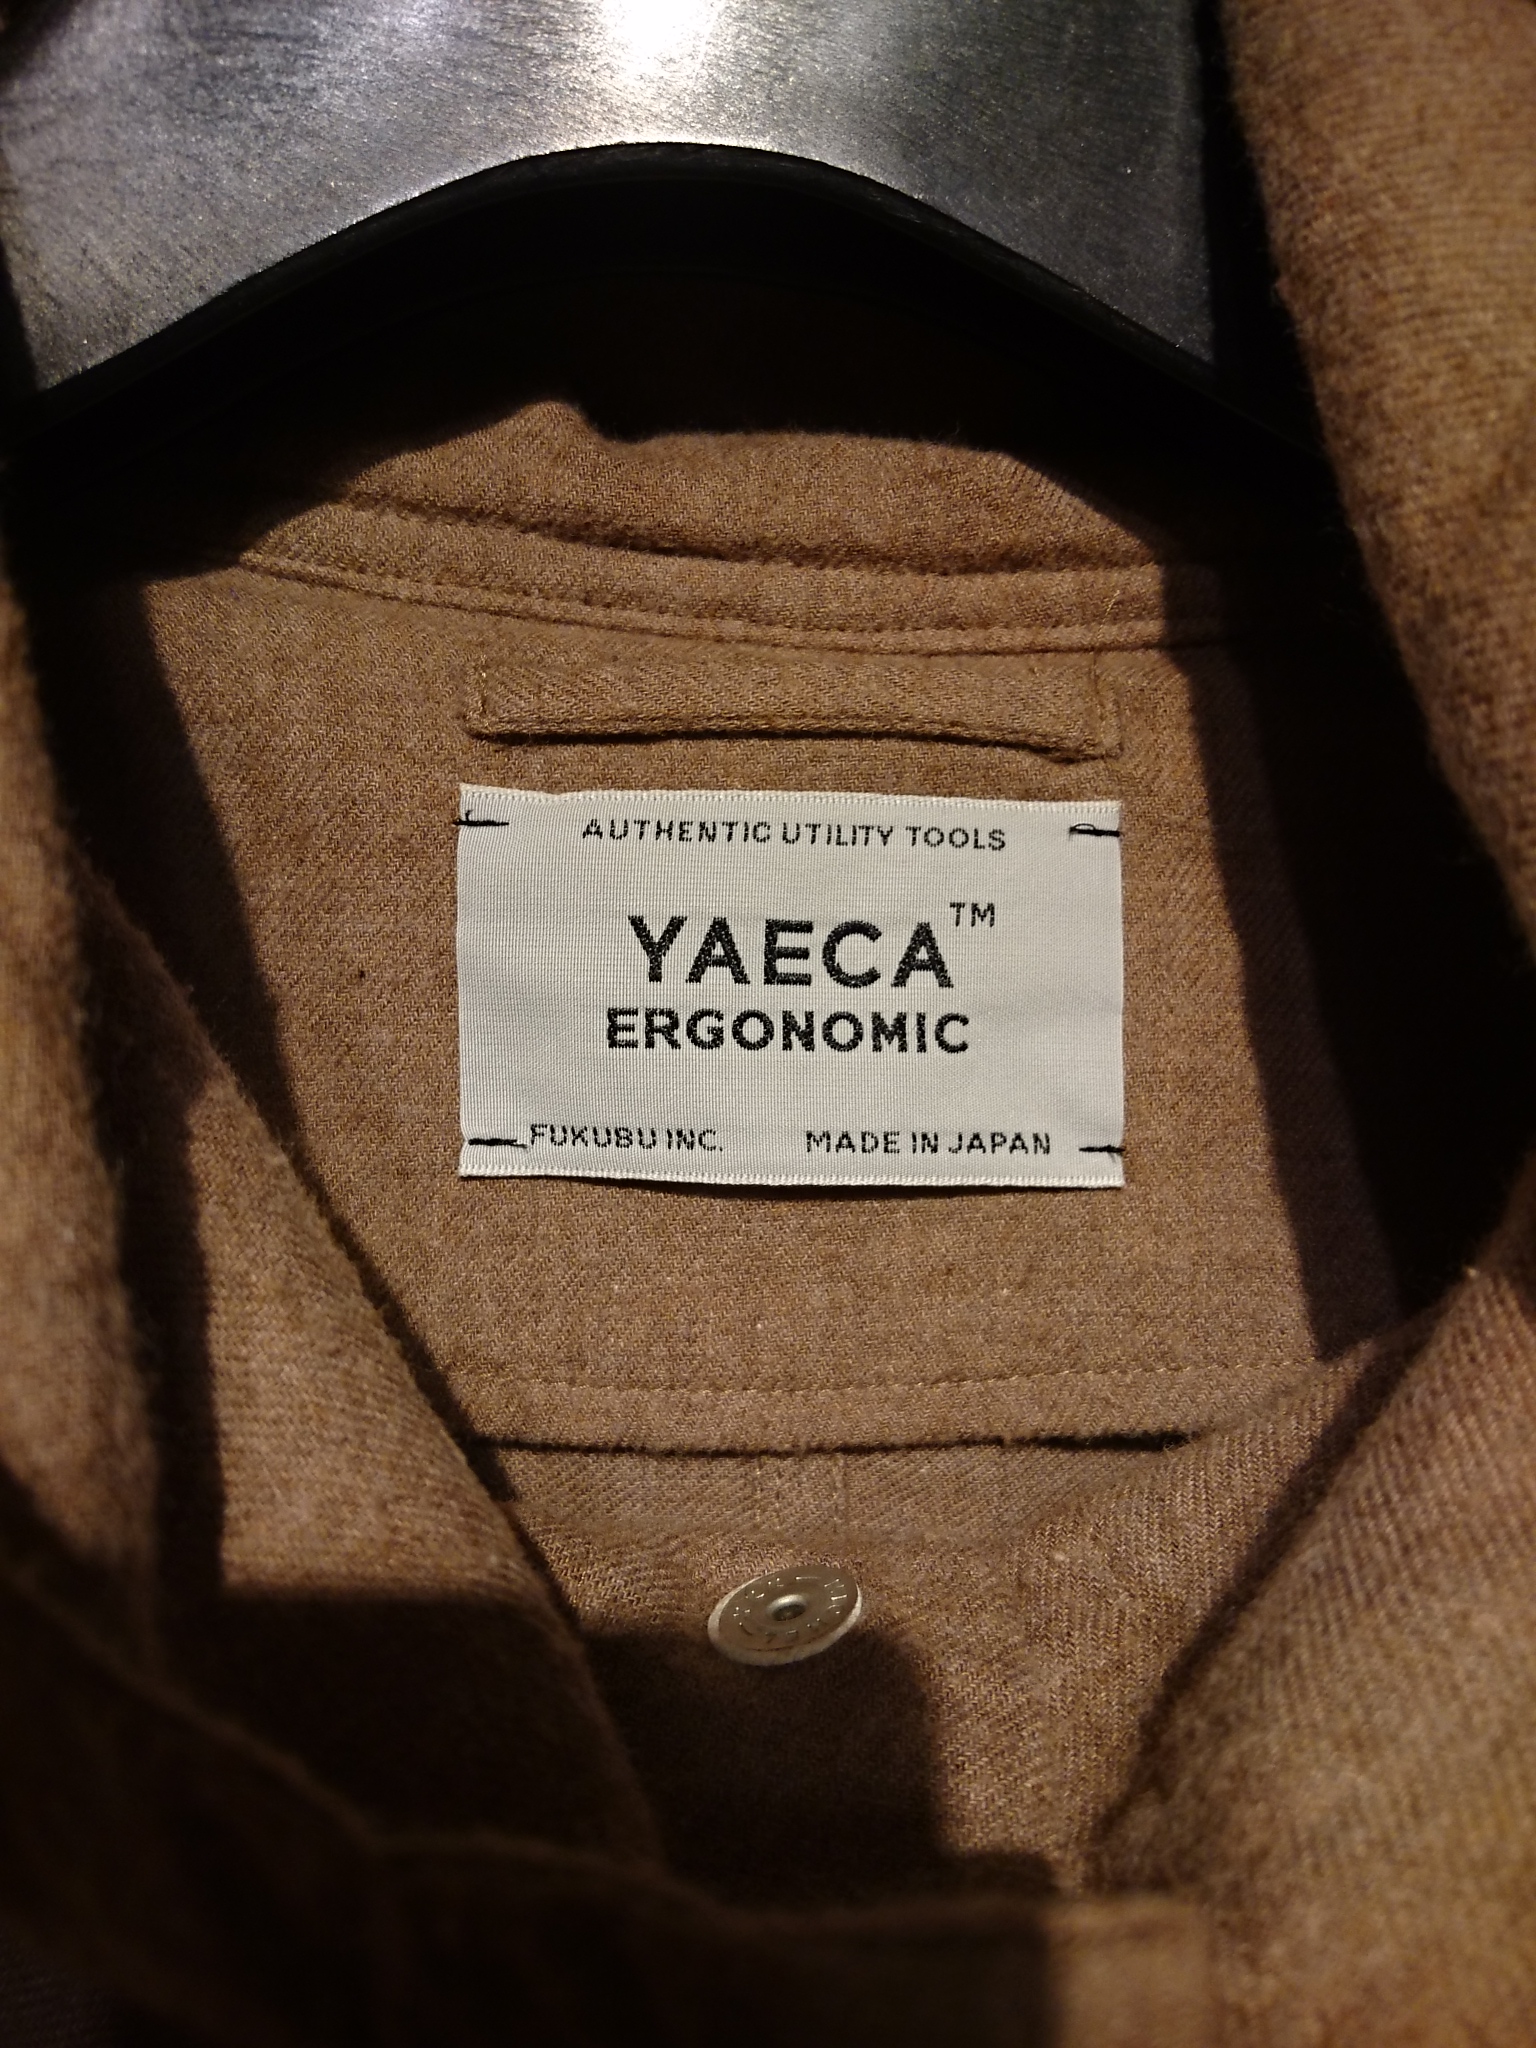 AUTHENTIC UTILITY TOOLS
YAECA™
ERGONOMIC
FUKUBU INC. MADE IN JAPAN